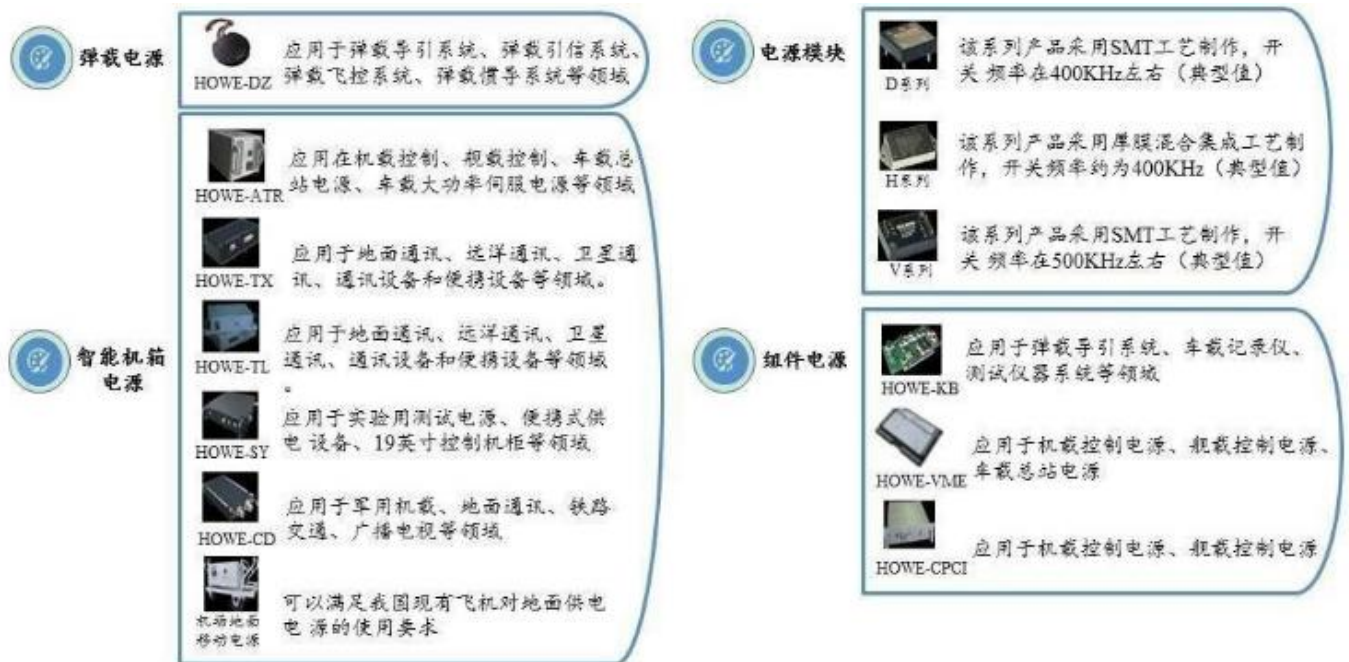 弹载电源
HOWE-DZ
应用于弹载导引系统、弹载引信系统、
弹载飞控系统、弹载惯导系统等领域
智能机箱
电源
HOWE-ATR
应用在机载控制、舰载控制、车载总
站电源、车载大功率伺服电源等领域
HOWE-TX
应用于地面通讯、远洋通讯、卫星通
讯、通讯设备和便携设备等领域。
HOWE-TL
应用于地面通讯、远洋通讯、卫星
通讯、通讯设备和便携设备等领域
。
HOWE-SY
应用于实验用测试电源、便携式供
电 设备、19英寸控制机柜等领域
HOWE-CD
应用于军用机载、地面通讯、铁路
交通、广播电视等领域
机场地面
移动电源
可以满足我国现有飞机对地面供电
电 源的使用要求
电源模块
D系列
该系列产品采用SMT工艺制作，开
关 频率在400KHz左右（典型值）
H系列
该系列产品采用厚膜混合集成工艺制
作，开关频率约为400KHz（典型值）
V系列
该系列产品采用SMT工艺制作，开
关 频率在500KHz左右（典型值）
组件电源
HOWE-KB
应用于弹载导引系统、车载记录仪、
测试仪器系统等领域
HOWE-VME
应用于机载控制电源、舰载控制电源、
车载总站电源
HOWE-CPCI
应用于机载控制电源、舰载控制电源